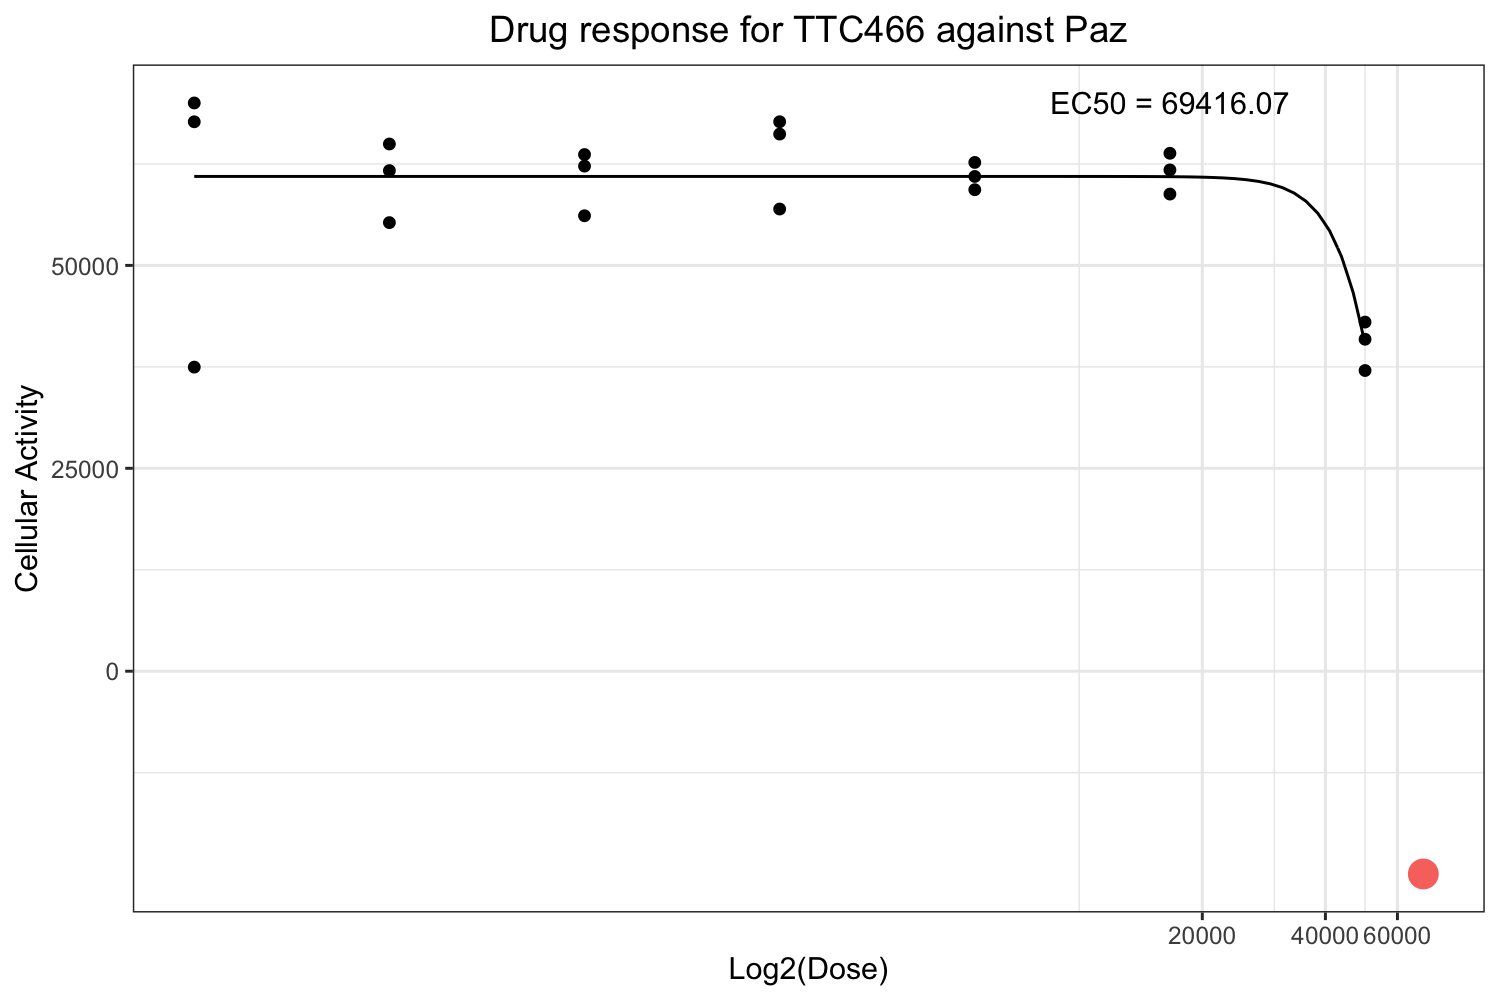 Drug response for TTC466 against Paz
EC50 = 69416.07
50000
25000
0
Cellular Activity
20000
40000
60000
Log2(Dose)